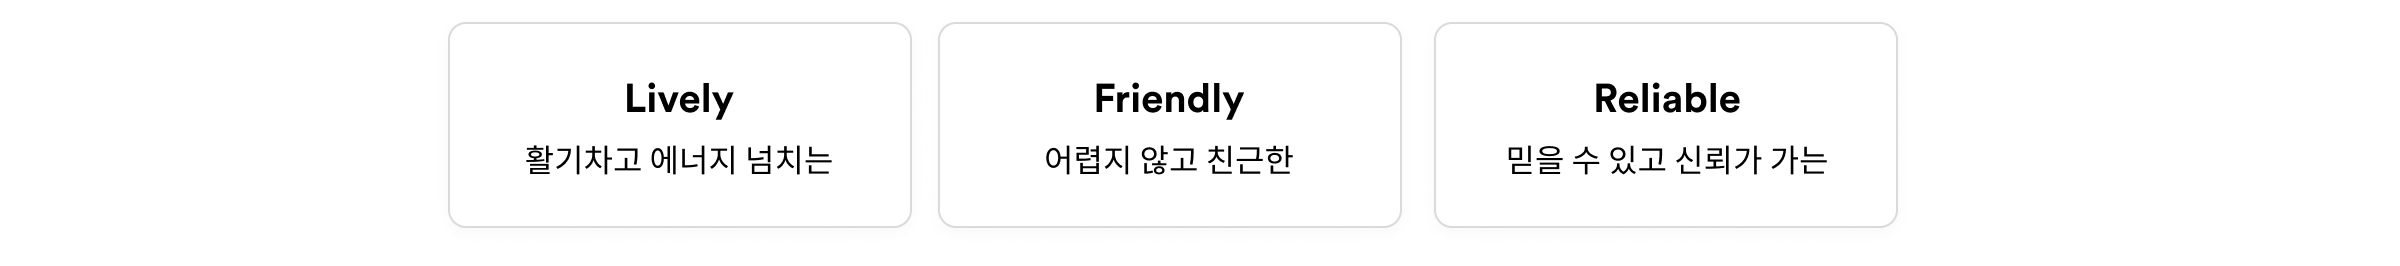 Lively
활기차고 에너지 넘치는
Friendly
어렵지 않고 친근한
Reliable
믿을 수 있고 신뢰가 가는